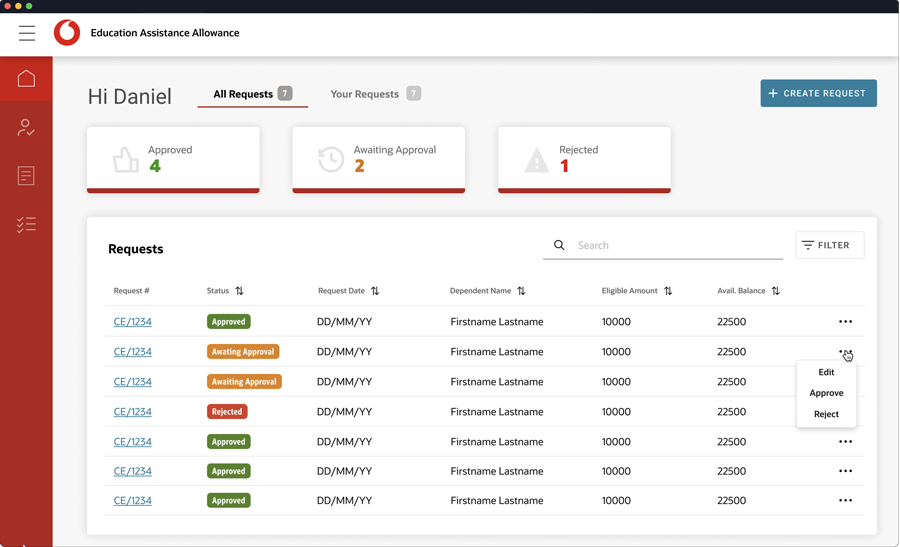 Education Assistance Allowance
Hi Daniel
All Requests 7
Your Requests 7
+ CREATE REQUEST
Approved
4
Awaiting Approval
2
Rejected
1
Requests
Search
FILTER
Request # Status Request Date Dependent Name Eligible Amount Avail. Balance
CE/1234 Approved DD/MM/YY Firstname Lastname 10000 22500
CE/1234 Awating Approval DD/MM/YY Firstname Lastname 10000 22500
CE/1234 Awaiting Approval DD/MM/YY Firstname Lastname 10000 22500
CE/1234 Rejected DD/MM/YY Firstname Lastname 10000 22500
CE/1234 Approved DD/MM/YY Firstname Lastname 10000 22500
CE/1234 Approved DD/MM/YY Firstname Lastname 10000 22500
CE/1234 Approved DD/MM/YY Firstname Lastname 10000 22500
Edit
Approve
Reject